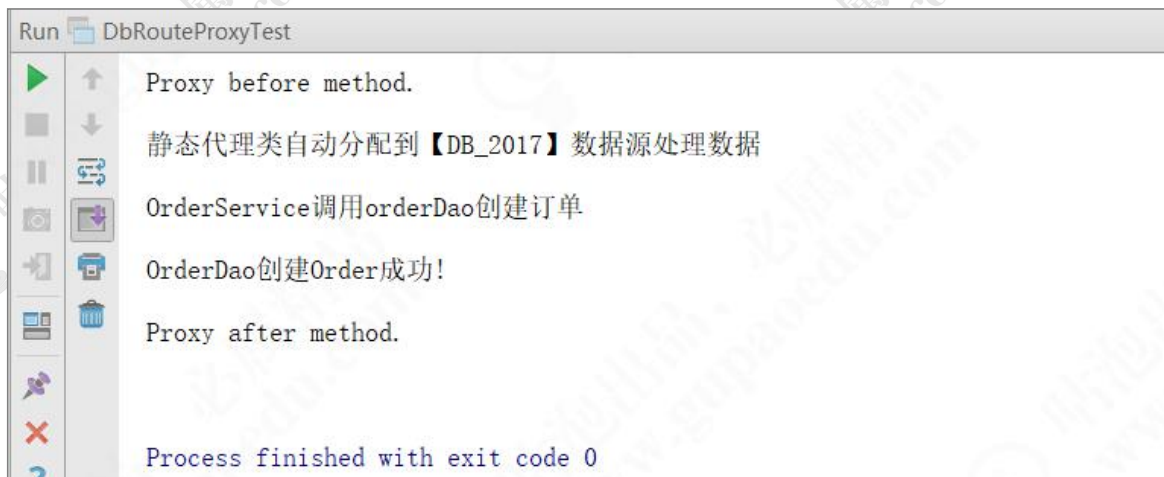 Run DbRouteProxyTest
Proxy before method.
静态代理类自动分配到【DB_2017】数据源处理数据
OrderService调用orderDao创建订单
OrderDao创建Order成功!
Proxy after method.
Process finished with exit code 0